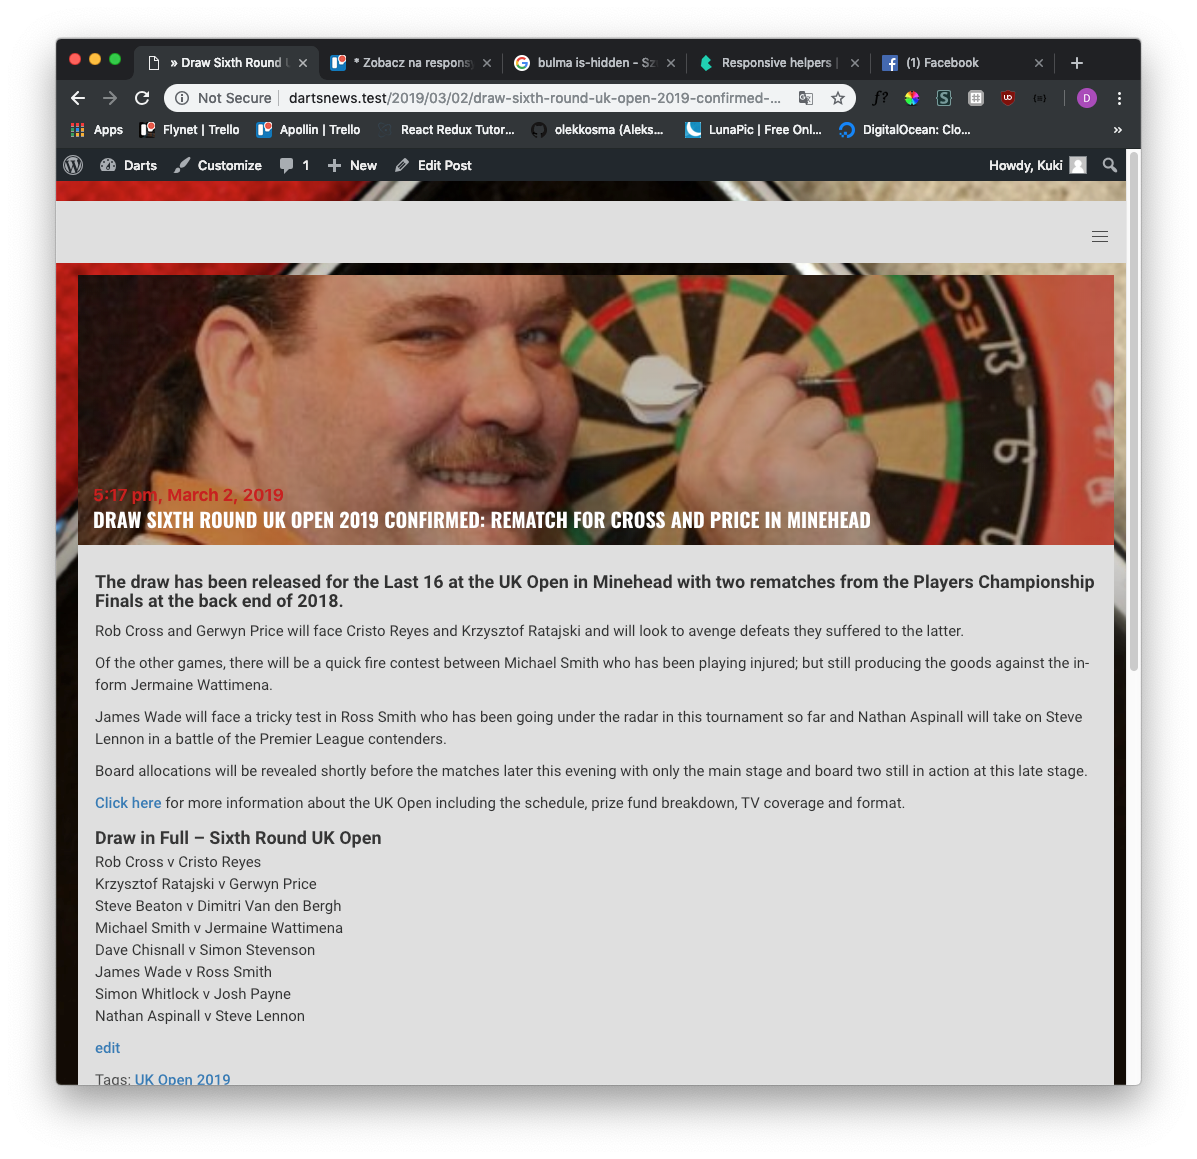 » Draw Sixth Round
* Zobacz na respons
bulma is-hidden - Sz
Responsive helpers |
(1) Facebook
Not Secure
dartsnews.test/2019/03/02/draw-sixth-round-uk-open-2019-confirmed-...
f?
D
Apps
Flynet | Trello
Apollin | Trello
React Redux Tutor...
olekkosma (Aleks...
LunaPic | Free Onl...
DigitalOcean: Clo...
»
Darts
Customize
1
New
Edit Post
Howdy, Kuki
13
6
5:17 pm, March 2, 2019
DRAW SIXTH ROUND UK OPEN 2019 CONFIRMED: REMATCH FOR CROSS AND PRICE IN MINEHEAD
The draw has been released for the Last 16 at the UK Open in Minehead with two rematches from the Players Championship
Finals at the back end of 2018.
Rob Cross and Gerwyn Price will face Cristo Reyes and Krzysztof Ratajski and will look to avenge defeats they suffered to the latter.
Of the other games, there will be a quick fire contest between Michael Smith who has been playing injured; but still producing the goods against the in-
form Jermaine Wattimena.
James Wade will face a tricky test in Ross Smith who has been going under the radar in this tournament so far and Nathan Aspinall will take on Steve
Lennon in a battle of the Premier League contenders.
Board allocations will be revealed shortly before the matches later this evening with only the main stage and board two still in action at this late stage.
Click here for more information about the UK Open including the schedule, prize fund breakdown, TV coverage and format.
Draw in Full – Sixth Round UK Open
Rob Cross v Cristo Reyes
Krzysztof Ratajski v Gerwyn Price
Steve Beaton v Dimitri Van den Bergh
Michael Smith v Jermaine Wattimena
Dave Chisnall v Simon Stevenson
James Wade v Ross Smith
Simon Whitlock v Josh Payne
Nathan Aspinall v Steve Lennon
edit
Tags: UK Open 2019